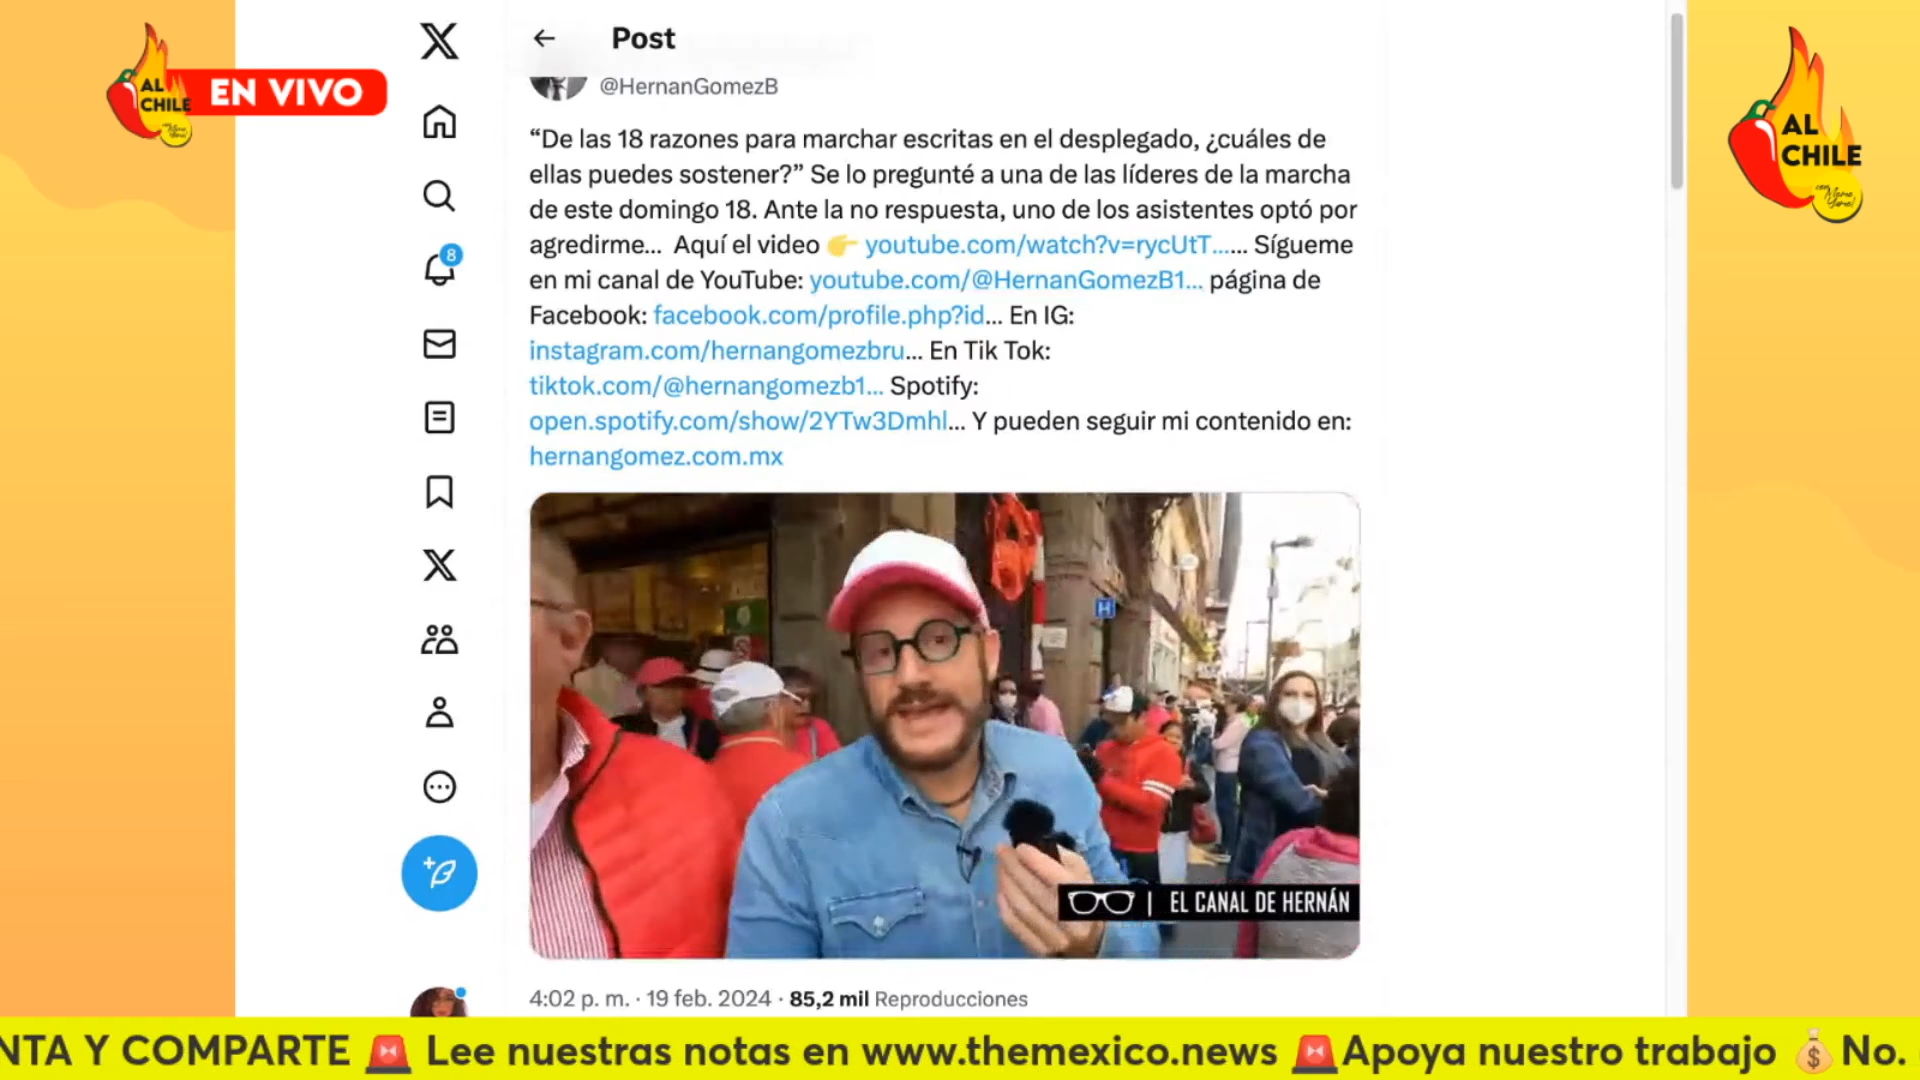 AL
CHILE
EN VIVO
8
Post
@HernanGomezB
“De las 18 razones para marchar escritas en el desplegado, ¿cuáles de
ellas puedes sostener?” Se lo pregunté a una de las líderes de la marcha
de este domingo 18. Ante la no respuesta, uno de los asistentes optó por
agredirme... Aquí el video 👉 youtube.com/watch?v=rycUtT…... Sígueme
en mi canal de YouTube: youtube.com/@HernanGomezB1… página de
Facebook: facebook.com/profile.php?id… En IG:
instagram.com/hernangomezbru… En Tik Tok:
tiktok.com/@hernangomezb1… Spotify:
open.spotify.com/show/2YTw3Dmhl… Y pueden seguir mi contenido en:
hernangomez.com.mx
H
| EL CANAL DE HERNÁN
4:02 p. m. · 19 feb. 2024 · 85,2 mil Reproducciones
AL
CHILE
NTA Y COMPARTE 🚨 Lee nuestras notas en www.themexico.news 🚨Apoya nuestro trabajo 💰No.